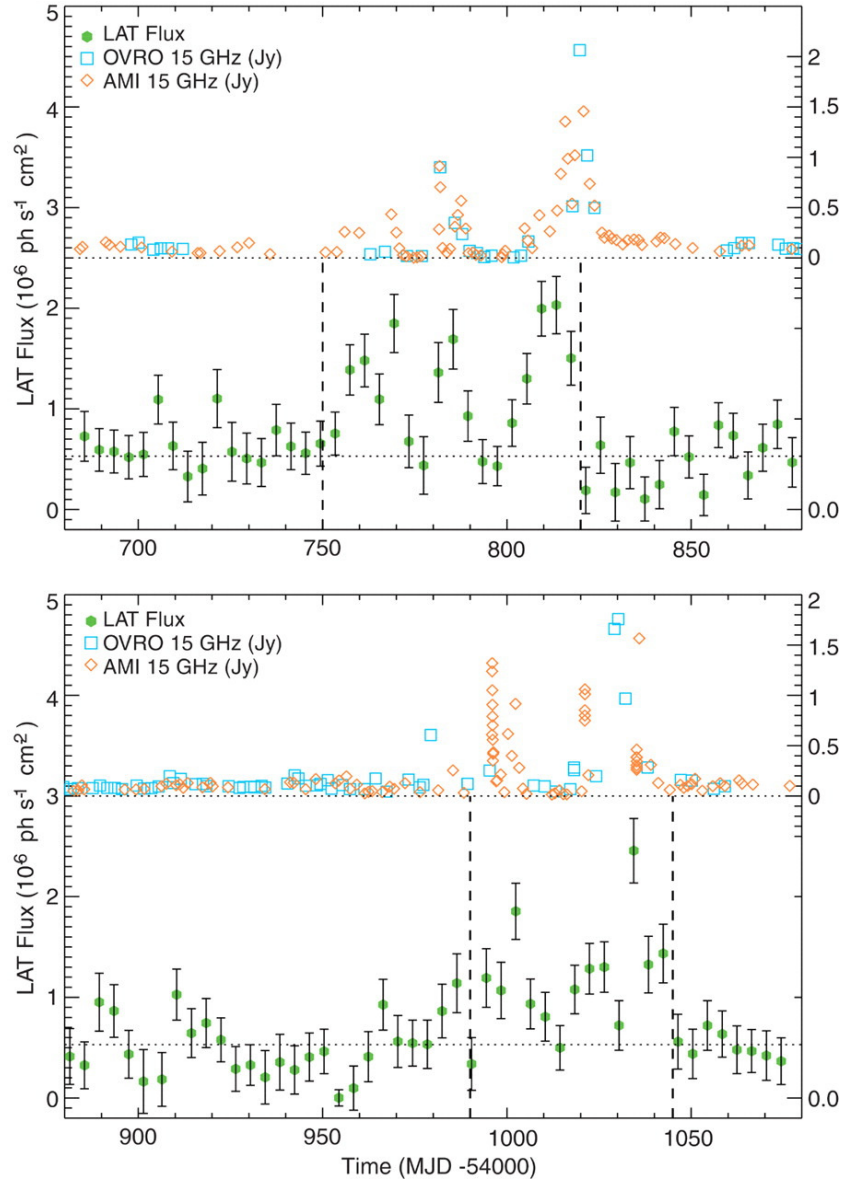 LAT Flux
OVRO 15 GHz (Jy)
AMI 15 GHz (Jy)
LAT Flux (10⁶ ph s⁻¹ cm²)
5
4
3
2
1
0
2
1.5
1
0.5
0
0.0
700 750 800 850
LAT Flux
OVRO 15 GHz (Jy)
AMI 15 GHz (Jy)
LAT Flux (10⁶ ph s⁻¹ cm²)
5
4
3
2
1
0
2
1.5
1
0.5
0
0.0
900 950 1000 1050
Time (MJD -54000)